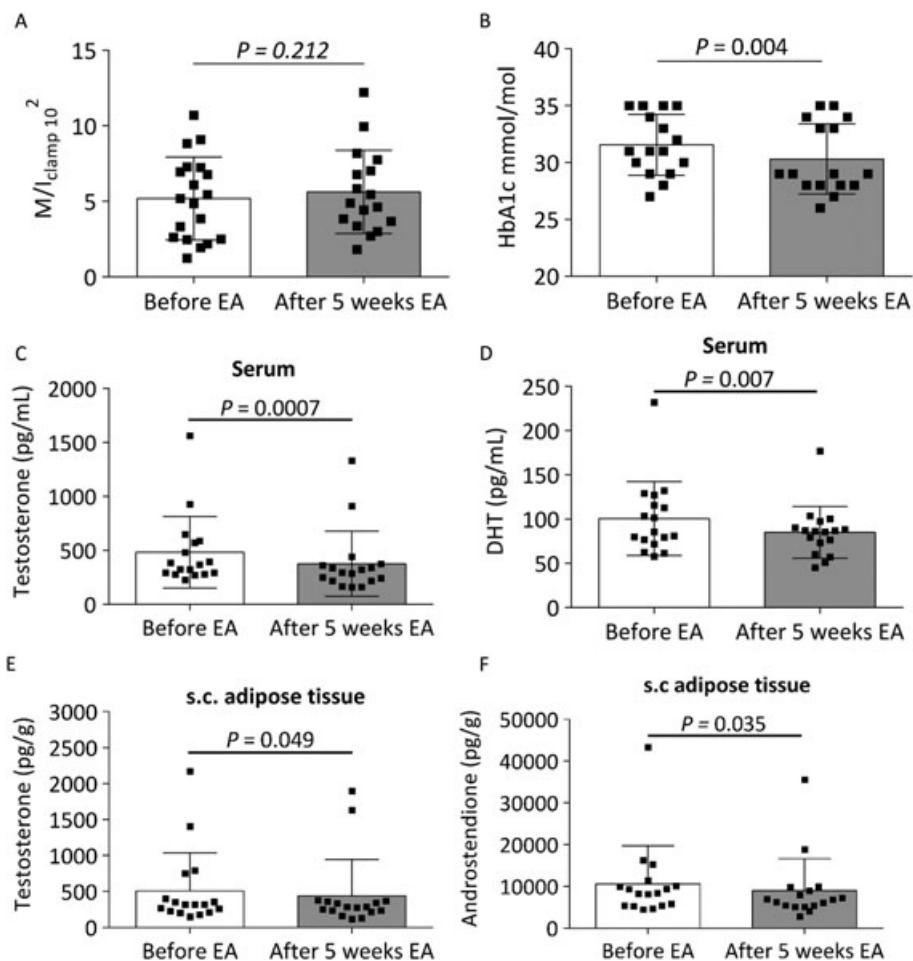 A
P = 0.212
M/I clamp 10 2
15
10
5
0
Before EA
After 5 weeks EA
B
P = 0.004
HbA1c mmol/mol
40
35
30
25
20
Before EA
After 5 weeks EA
C
Serum
P = 0.0007
Testosterone (pg/mL)
2000
1500
1000
500
0
Before EA
After 5 weeks EA
D
Serum
P = 0.007
DHT (pg/mL)
250
200
150
100
50
0
Before EA
After 5 weeks EA
E
s.c. adipose tissue
P = 0.049
Testosterone (pg/g)
3000
2500
2000
1500
1000
500
0
Before EA
After 5 weeks EA
F
s.c adipose tissue
P = 0.035
Androstendione (pg/g)
50000
40000
30000
20000
10000
0
Before EA
After 5 weeks EA